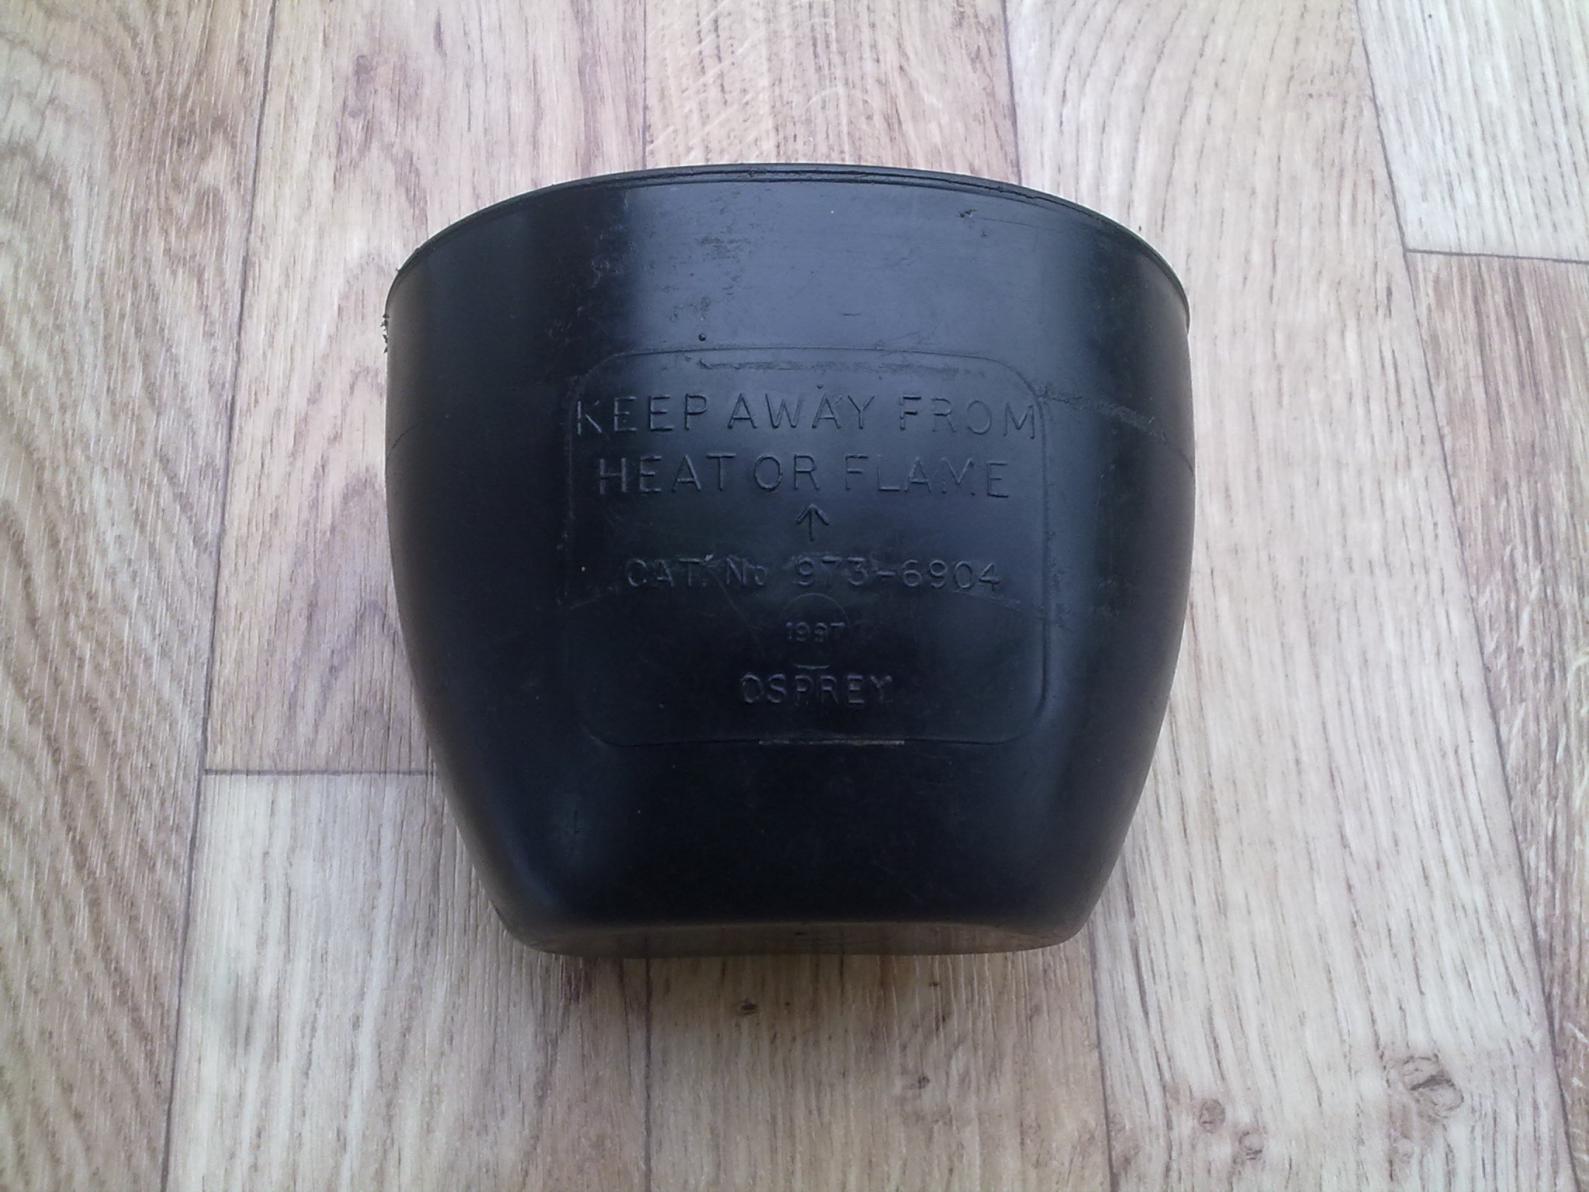 KEEP AWAY FROM
HEAT OR FLAME
↑
CAT. No 973-6904
1997
OSPREY